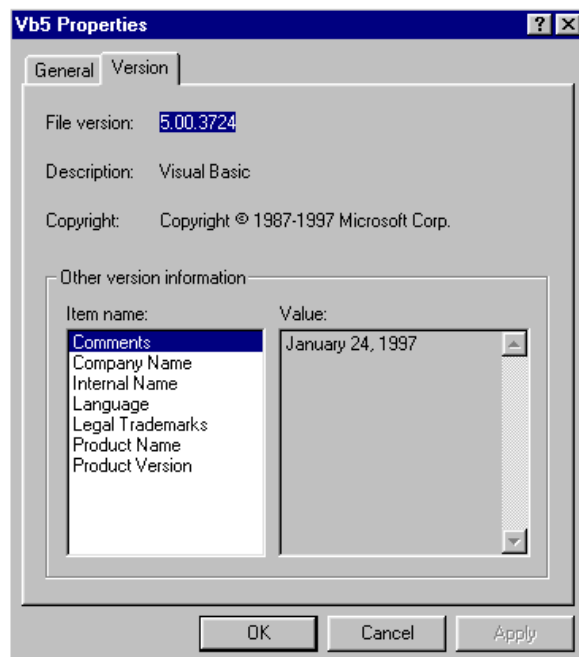 Vb5 Properties
General Version
File version: 5.00.3724
Description: Visual Basic
Copyright: Copyright © 1987-1997 Microsoft Corp.
Other version information
Item name: Value:
Comments January 24, 1997
Company Name
Internal Name
Language
Legal Trademarks
Product Name
Product Version
OK Cancel Apply